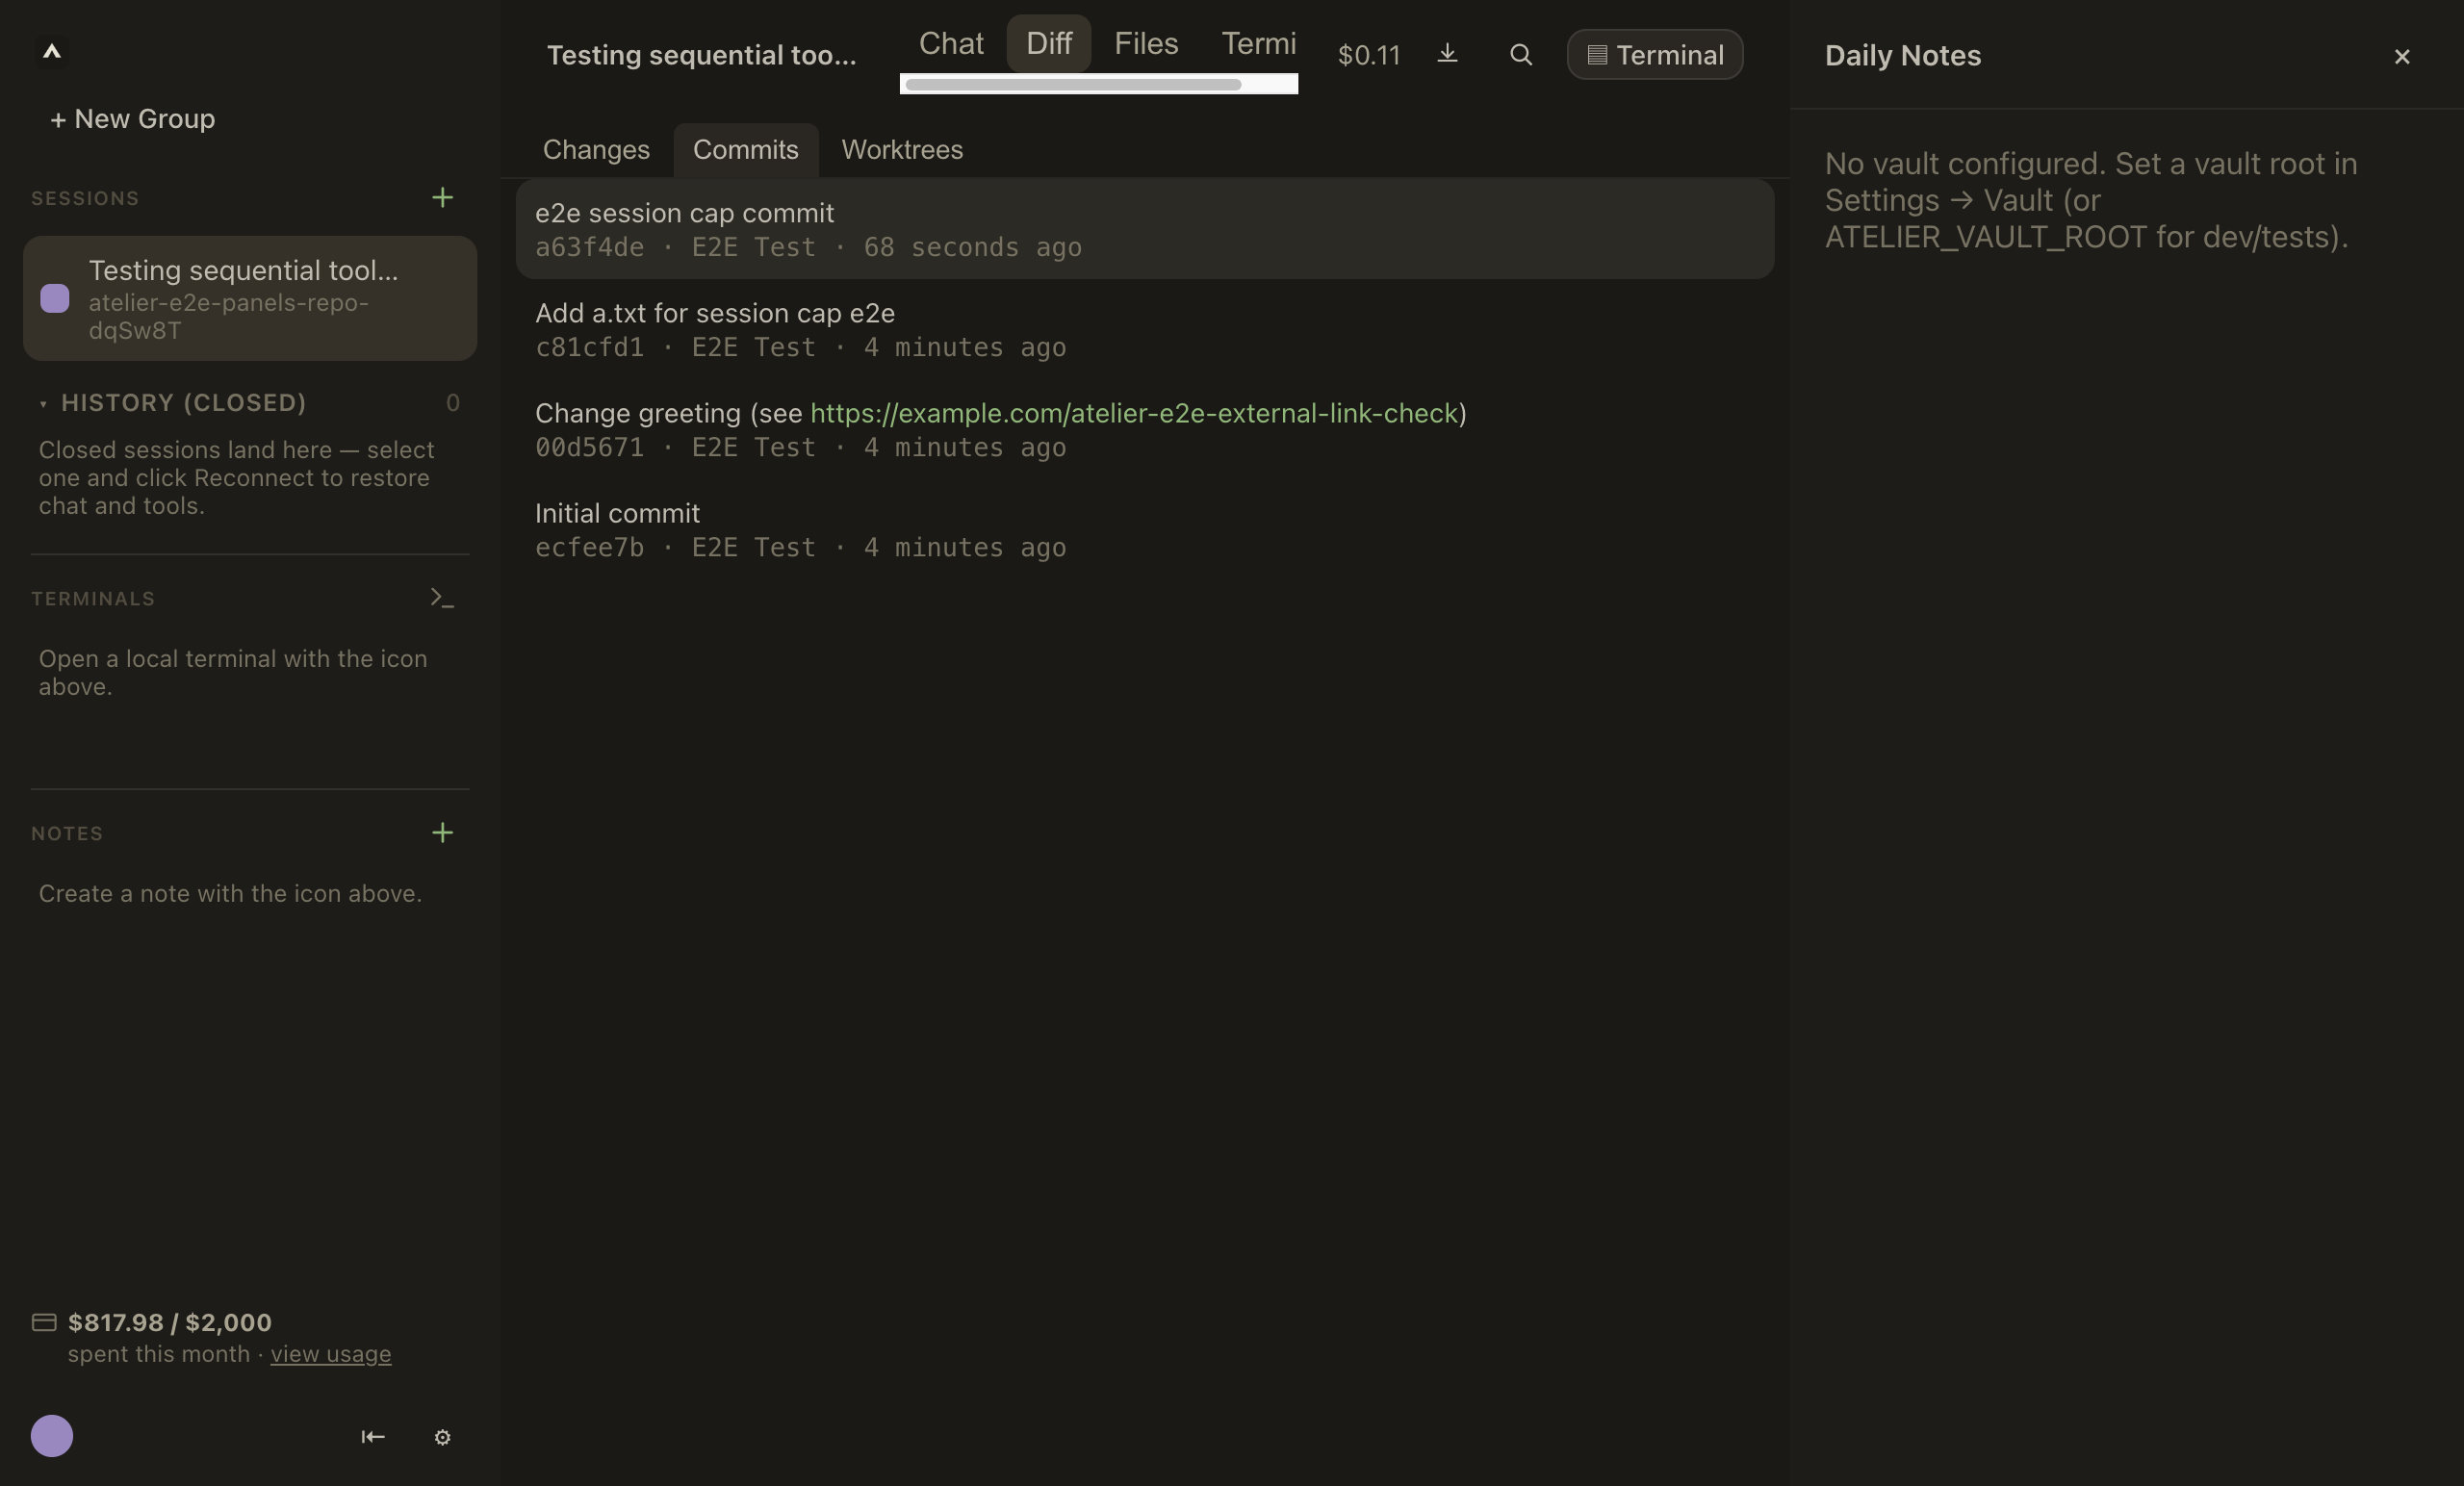 + New Group
SESSIONS
Testing sequential tool...
atelier-e2e-panels-repo-
dqSw8T
HISTORY (CLOSED) 0
Closed sessions land here — select
one and click Reconnect to restore
chat and tools.
TERMINALS
Open a local terminal with the icon
above.
NOTES
Create a note with the icon above.
$817.98 / $2,000
spent this month · view usage
Testing sequential too... Chat Diff Files Termi $0.11 Terminal
Changes Commits Worktrees
e2e session cap commit
a63f4de · E2E Test · 68 seconds ago
Add a.txt for session cap e2e
c81cfd1 · E2E Test · 4 minutes ago
Change greeting (see https://example.com/atelier-e2e-external-link-check)
00d5671 · E2E Test · 4 minutes ago
Initial commit
ecfee7b · E2E Test · 4 minutes ago
Daily Notes
No vault configured. Set a vault root in
Settings → Vault (or
ATELIER_VAULT_ROOT for dev/tests).